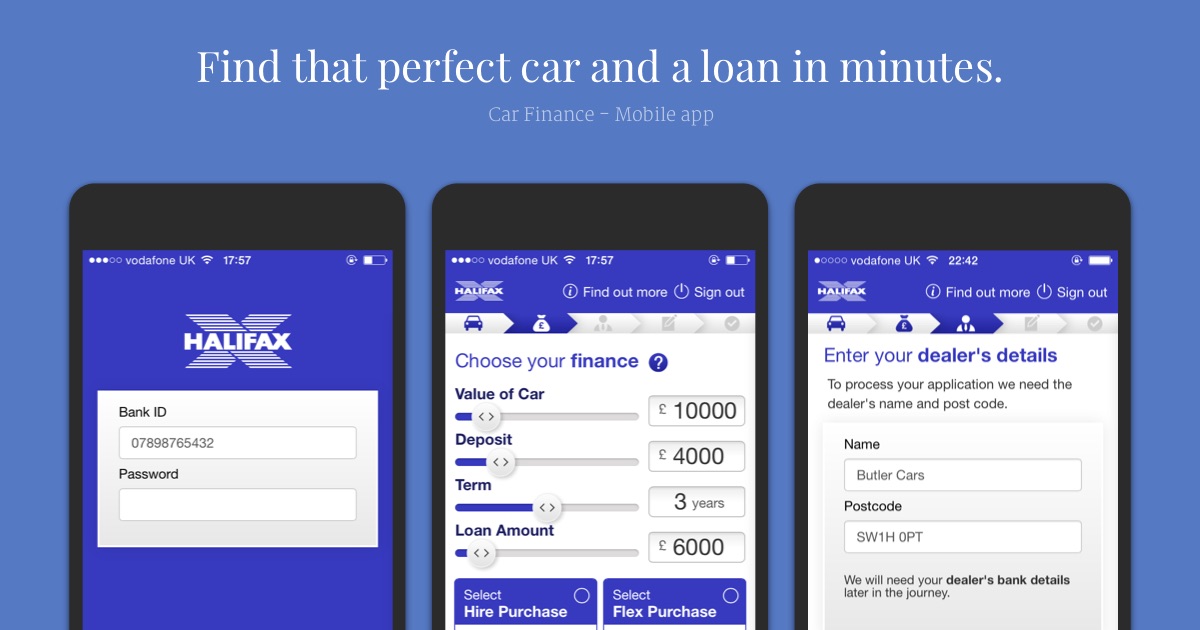 Find that perfect car and a loan in minutes.
Car Finance – Mobile app
vodafone UK 17:57
HALIFAX
Bank ID
07898765432
Password
vodafone UK 17:57
HALIFAX Find out more Sign out
£
Choose your finance ?
Value of Car
£ 10000
Deposit
£ 4000
Term
3 years
Loan Amount
£ 6000
Select
Hire Purchase
Select
Flex Purchase
vodafone UK 22:42
HALIFAX Find out more Sign out
£
Enter your dealer's details
To process your application we need the
dealer's name and post code.
Name
Butler Cars
Postcode
SW1H 0PT
We will need your dealer's bank details
later in the journey.